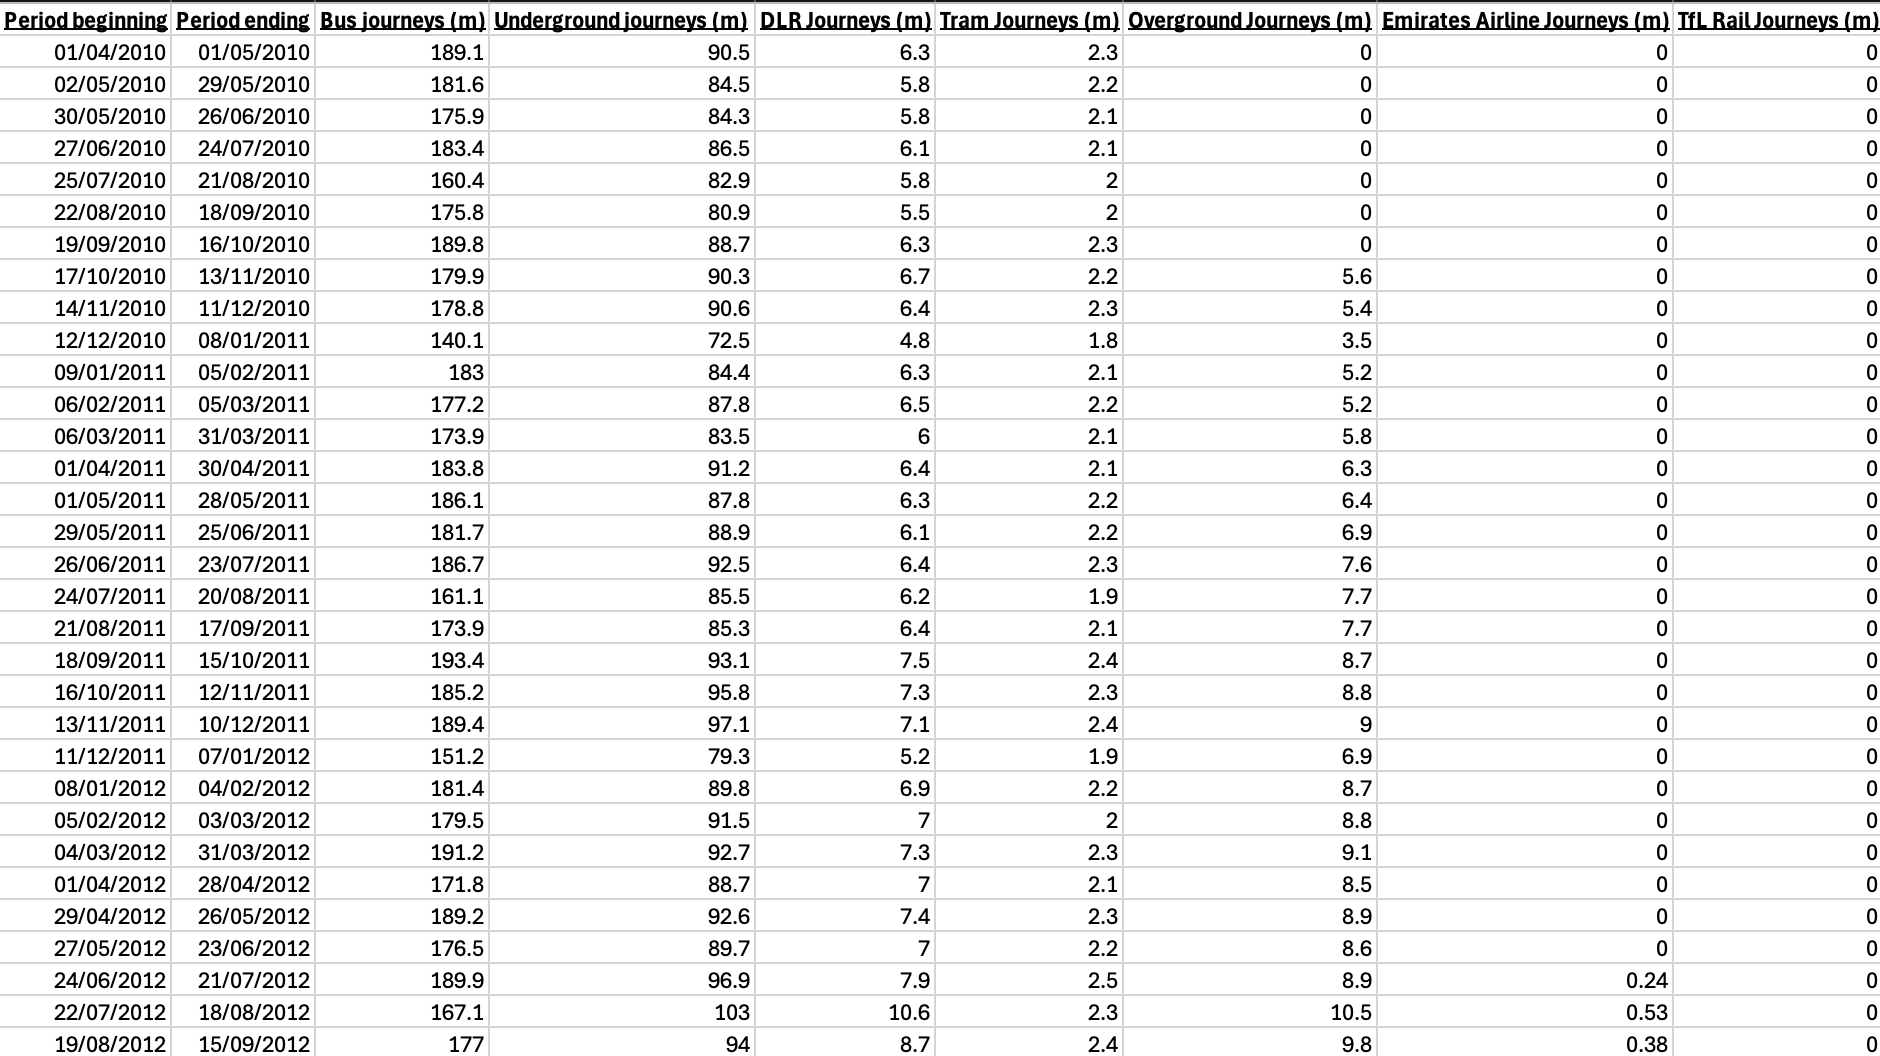 Period beginning Period ending Bus journeys (m) Underground journeys (m) DLR Journeys (m) Tram Journeys (m) Overground Journeys (m) Emirates Airline Journeys (m) TfL Rail Journeys (m)
01/04/2010 01/05/2010 189.1 90.5 6.3 2.3 0 0 0
02/05/2010 29/05/2010 181.6 84.5 5.8 2.2 0 0 0
30/05/2010 26/06/2010 175.9 84.3 5.8 2.1 0 0 0
27/06/2010 24/07/2010 183.4 86.5 6.1 2.1 0 0 0
25/07/2010 21/08/2010 160.4 82.9 5.8 2 0 0 0
22/08/2010 18/09/2010 175.8 80.9 5.5 2 0 0 0
19/09/2010 16/10/2010 189.8 88.7 6.3 2.3 0 0 0
17/10/2010 13/11/2010 179.9 90.3 6.7 2.2 5.6 0 0
14/11/2010 11/12/2010 178.8 90.6 6.4 2.3 5.4 0 0
12/12/2010 08/01/2011 140.1 72.5 4.8 1.8 3.5 0 0
09/01/2011 05/02/2011 183 84.4 6.3 2.1 5.2 0 0
06/02/2011 05/03/2011 177.2 87.8 6.5 2.2 5.2 0 0
06/03/2011 31/03/2011 173.9 83.5 6 2.1 5.8 0 0
01/04/2011 30/04/2011 183.8 91.2 6.4 2.1 6.3 0 0
01/05/2011 28/05/2011 186.1 87.8 6.3 2.2 6.4 0 0
29/05/2011 25/06/2011 181.7 88.9 6.1 2.2 6.9 0 0
26/06/2011 23/07/2011 186.7 92.5 6.4 2.3 7.6 0 0
24/07/2011 20/08/2011 161.1 85.5 6.2 1.9 7.7 0 0
21/08/2011 17/09/2011 173.9 85.3 6.4 2.1 7.7 0 0
18/09/2011 15/10/2011 193.4 93.1 7.5 2.4 8.7 0 0
16/10/2011 12/11/2011 185.2 95.8 7.3 2.3 8.8 0 0
13/11/2011 10/12/2011 189.4 97.1 7.1 2.4 9 0 0
11/12/2011 07/01/2012 151.2 79.3 5.2 1.9 6.9 0 0
08/01/2012 04/02/2012 181.4 89.8 6.9 2.2 8.7 0 0
05/02/2012 03/03/2012 179.5 91.5 7 2 8.8 0 0
04/03/2012 31/03/2012 191.2 92.7 7.3 2.3 9.1 0 0
01/04/2012 28/04/2012 171.8 88.7 7 2.1 8.5 0 0
29/04/2012 26/05/2012 189.2 92.6 7.4 2.3 8.9 0 0
27/05/2012 23/06/2012 176.5 89.7 7 2.2 8.6 0 0
24/06/2012 21/07/2012 189.9 96.9 7.9 2.5 8.9 0.24 0
22/07/2012 18/08/2012 167.1 103 10.6 2.3 10.5 0.53 0
19/08/2012 15/09/2012 177 94 8.7 2.4 9.8 0.38 0